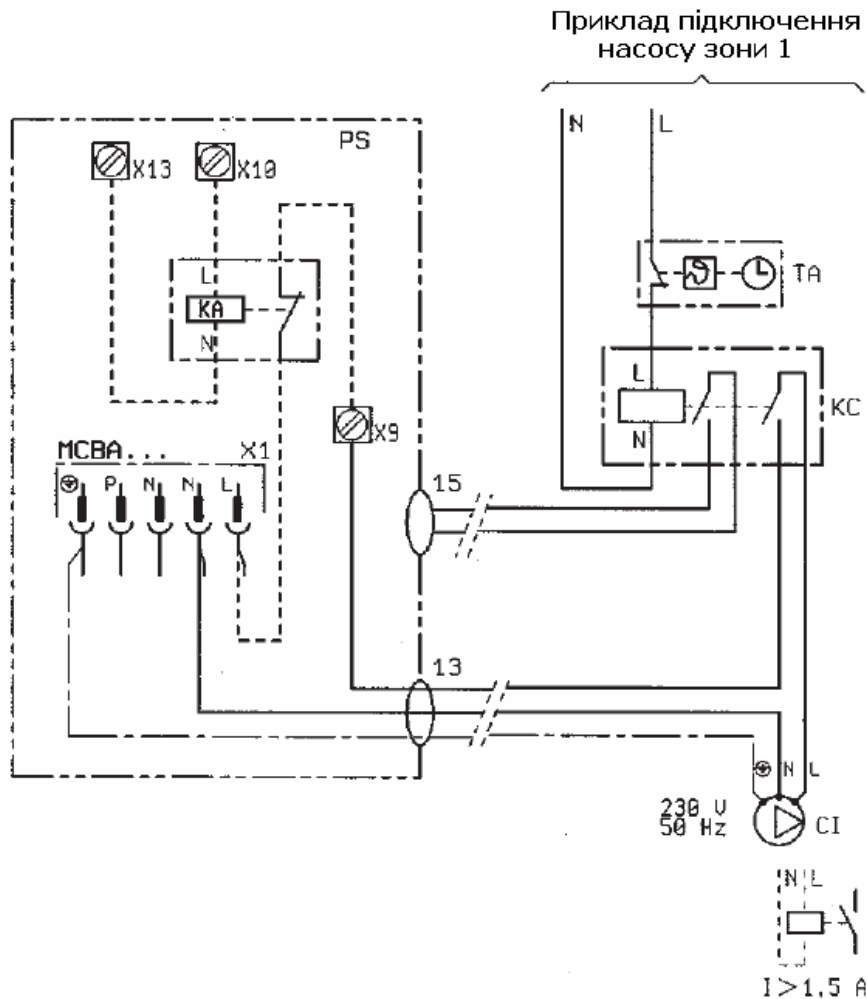 Приклад підключення
насосу зони 1
N L
PS
X13 X10
TA
L
KA
N
L
KC
N
X9
MCBA... X1
P N N L
15
13
N L
230 V
50 Hz
CI
N L
I>1,5 A